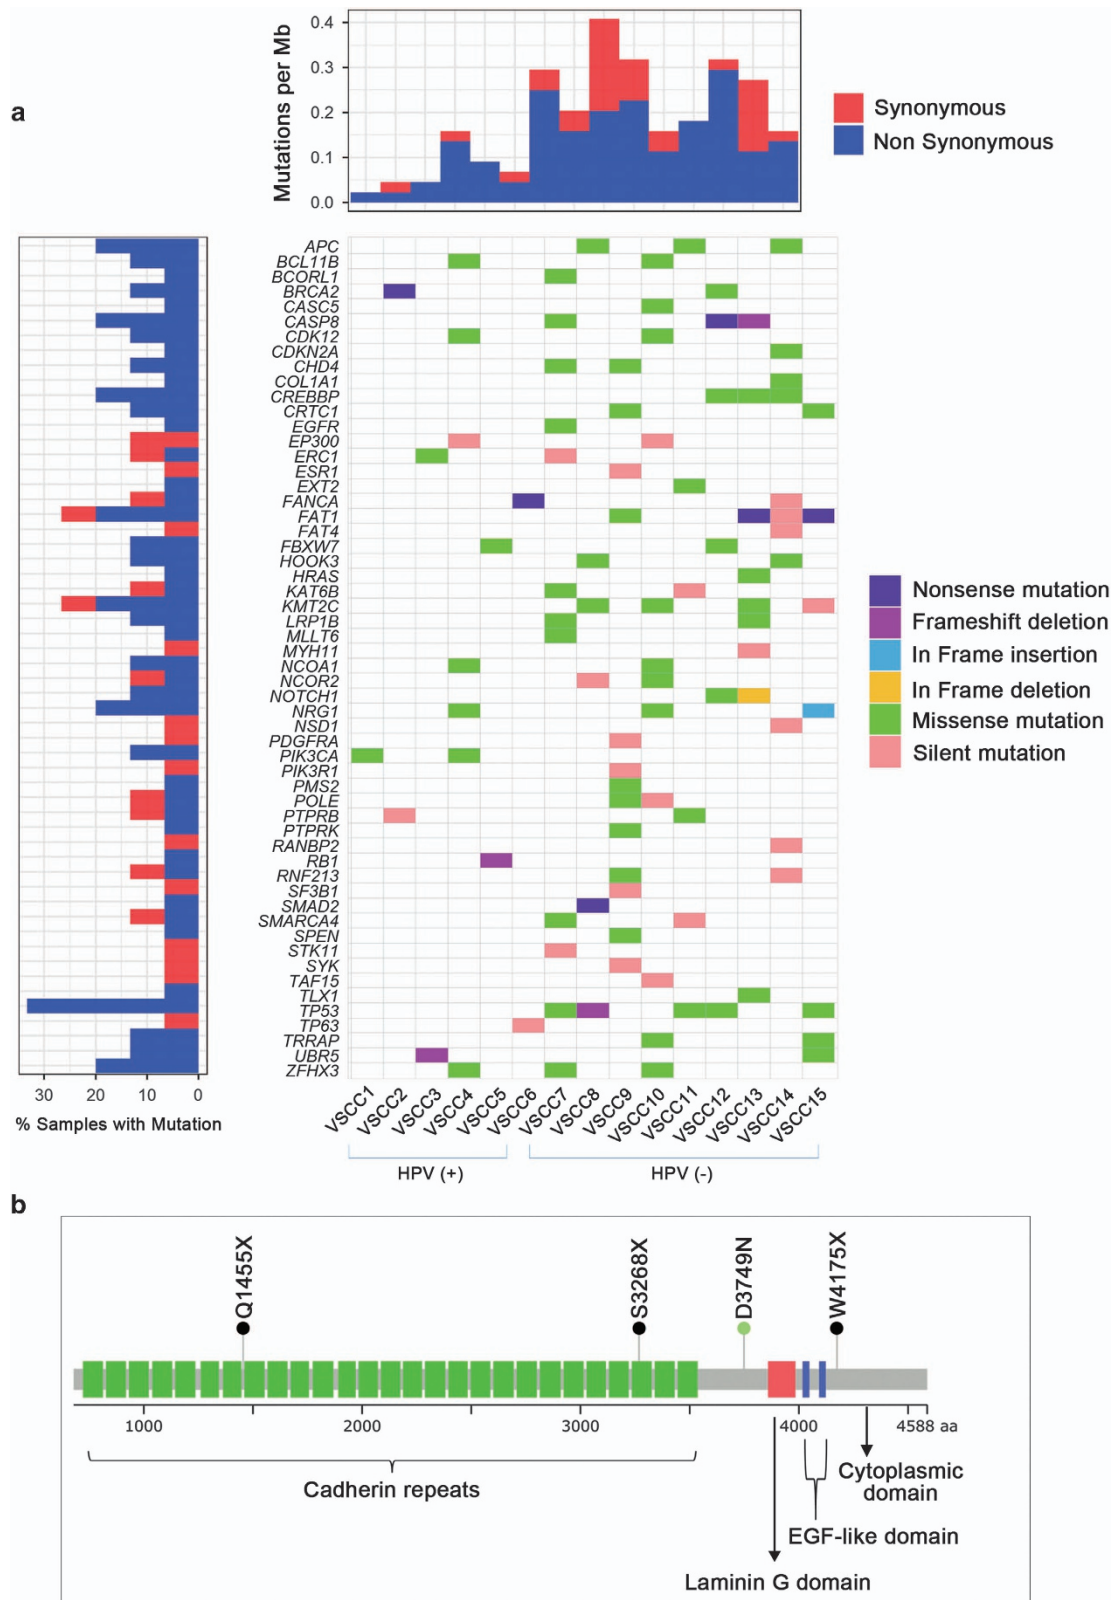 a
Mutations per Mb
0.4
0.3
0.2
0.1
0.0
Synonymous
Non Synonymous
APC
BCL11B
BCORL1
BRCA2
CASC5
CASP8
CDK12
CDKN2A
CHD4
COL1A1
CREBBP
CRTC1
EGFR
EP300
ERC1
ESR1
EXT2
FANCA
FAT1
FAT4
FBXW7
HOOK3
HRAS
KAT6B
KMT2C
LRP1B
MLLT6
MYH11
NCOA1
NCOR2
NOTCH1
NRG1
NSD1
PDGFRA
PIK3CA
PIK3R1
PMS2
POLE
PTPRB
PTPRK
RANBP2
RB1
RNF213
SF3B1
SMAD2
SMARCA4
SPEN
STK11
SYK
TAF15
TLX1
TP53
TP63
TRRAP
UBR5
ZFHX3
Nonsense mutation
Frameshift deletion
In Frame insertion
In Frame deletion
Missense mutation
Silent mutation
30 20 10 0
% Samples with Mutation
VSCC1 VSCC2 VSCC3 VSCC4 VSCC5 VSCC6 VSCC7 VSCC8 VSCC9 VSCC10 VSCC11 VSCC12 VSCC13 VSCC14 VSCC15
HPV (+) HPV (-)
b
Q1455X S3268X D3749N W4175X
1000 2000 3000 4000 4588 aa
Cadherin repeats
Cytoplasmic
domain
EGF-like domain
Laminin G domain